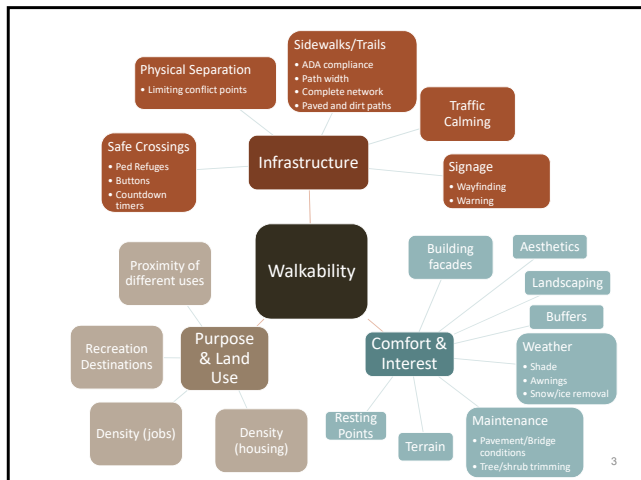 Sidewalks/Trails
• ADA compliance
• Path width
• Complete network
• Paved and dirt paths
Physical Separation
• Limiting conflict points
Traffic
Calming
Safe Crossings
• Ped Refuges
• Buttons
• Countdown
timers
Infrastructure
Signage
• Wayfinding
• Warning
Walkability
Building
facades
Aesthetics
Landscaping
Buffers
Proximity of
different uses
Recreation
Destinations
Purpose
& Land
Use
Comfort &
Interest
Weather
• Shade
• Awnings
• Snow/ice removal
Density (jobs)
Density
(housing)
Resting
Points
Terrain
Maintenance
• Pavement/Bridge
conditions
• Tree/shrub trimming
3